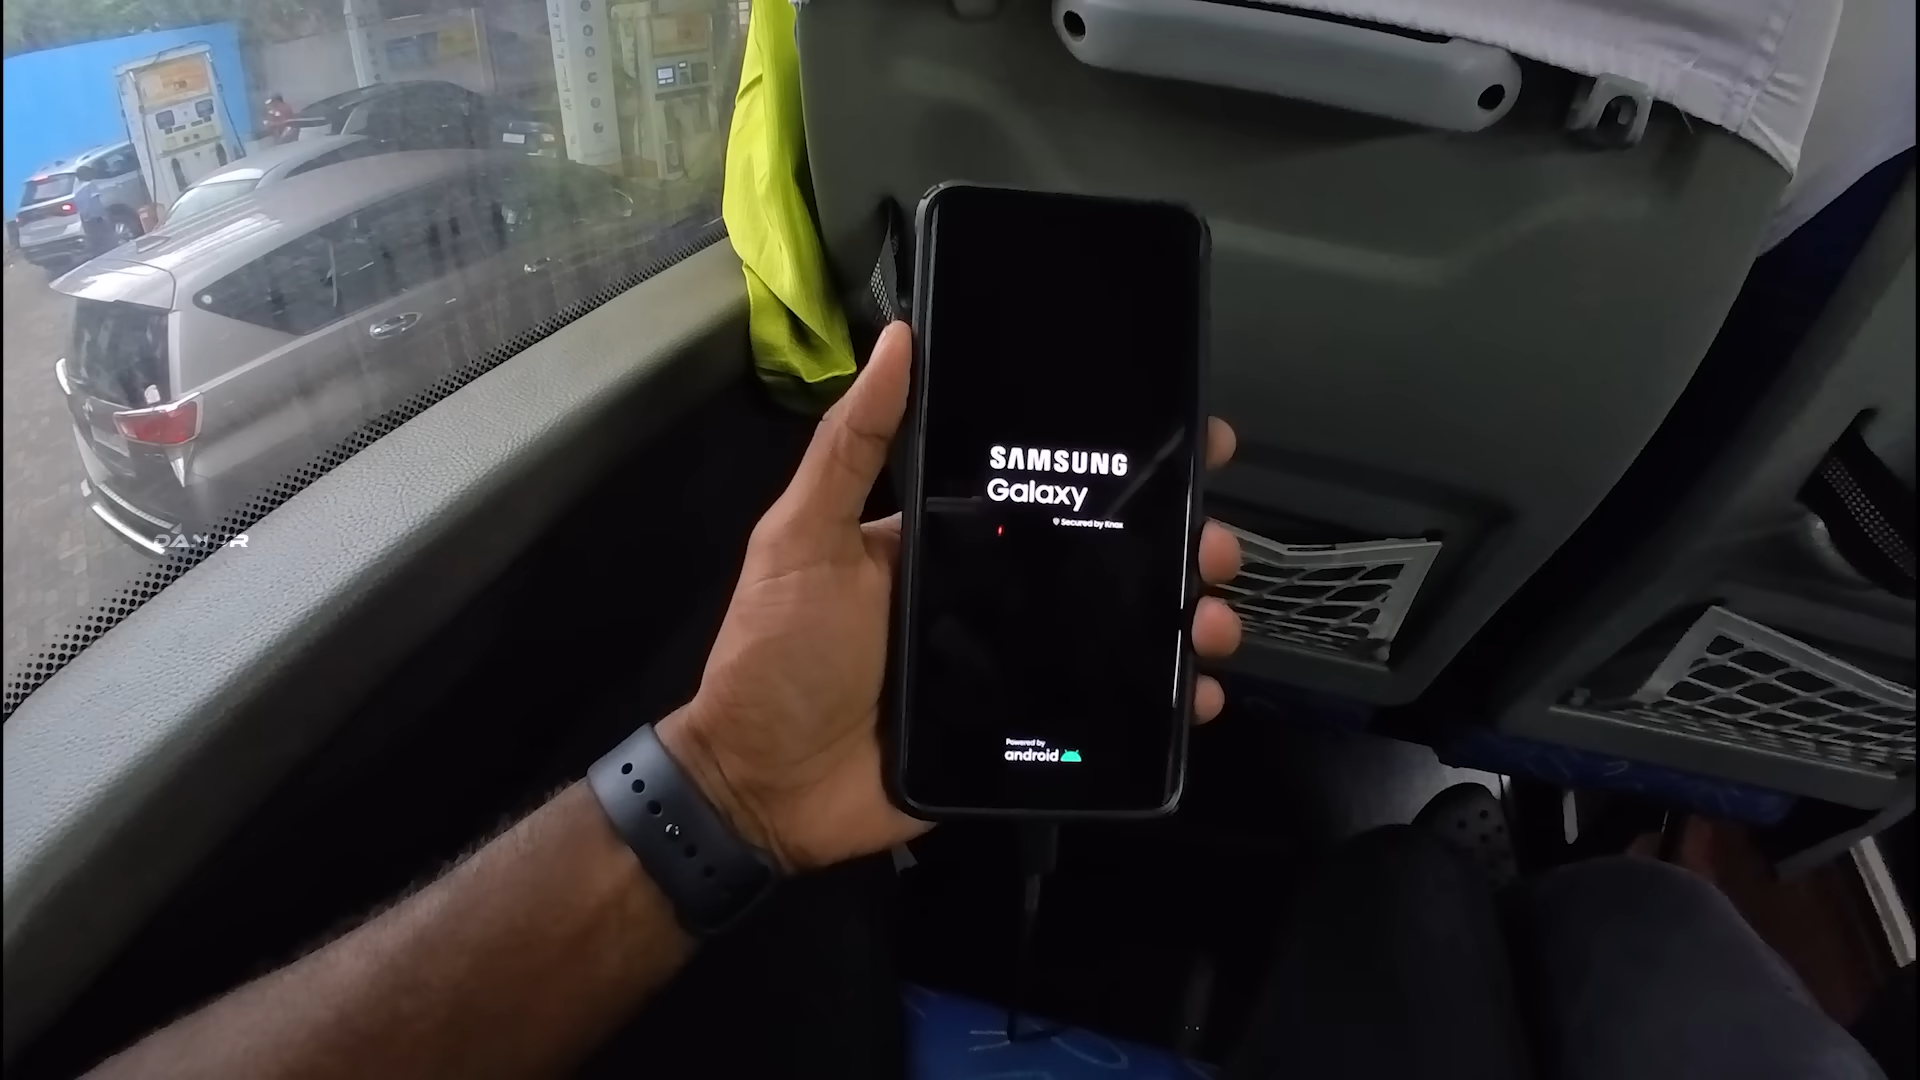 SAMSUNG
Galaxy
Secured by Knox
Powered by
android